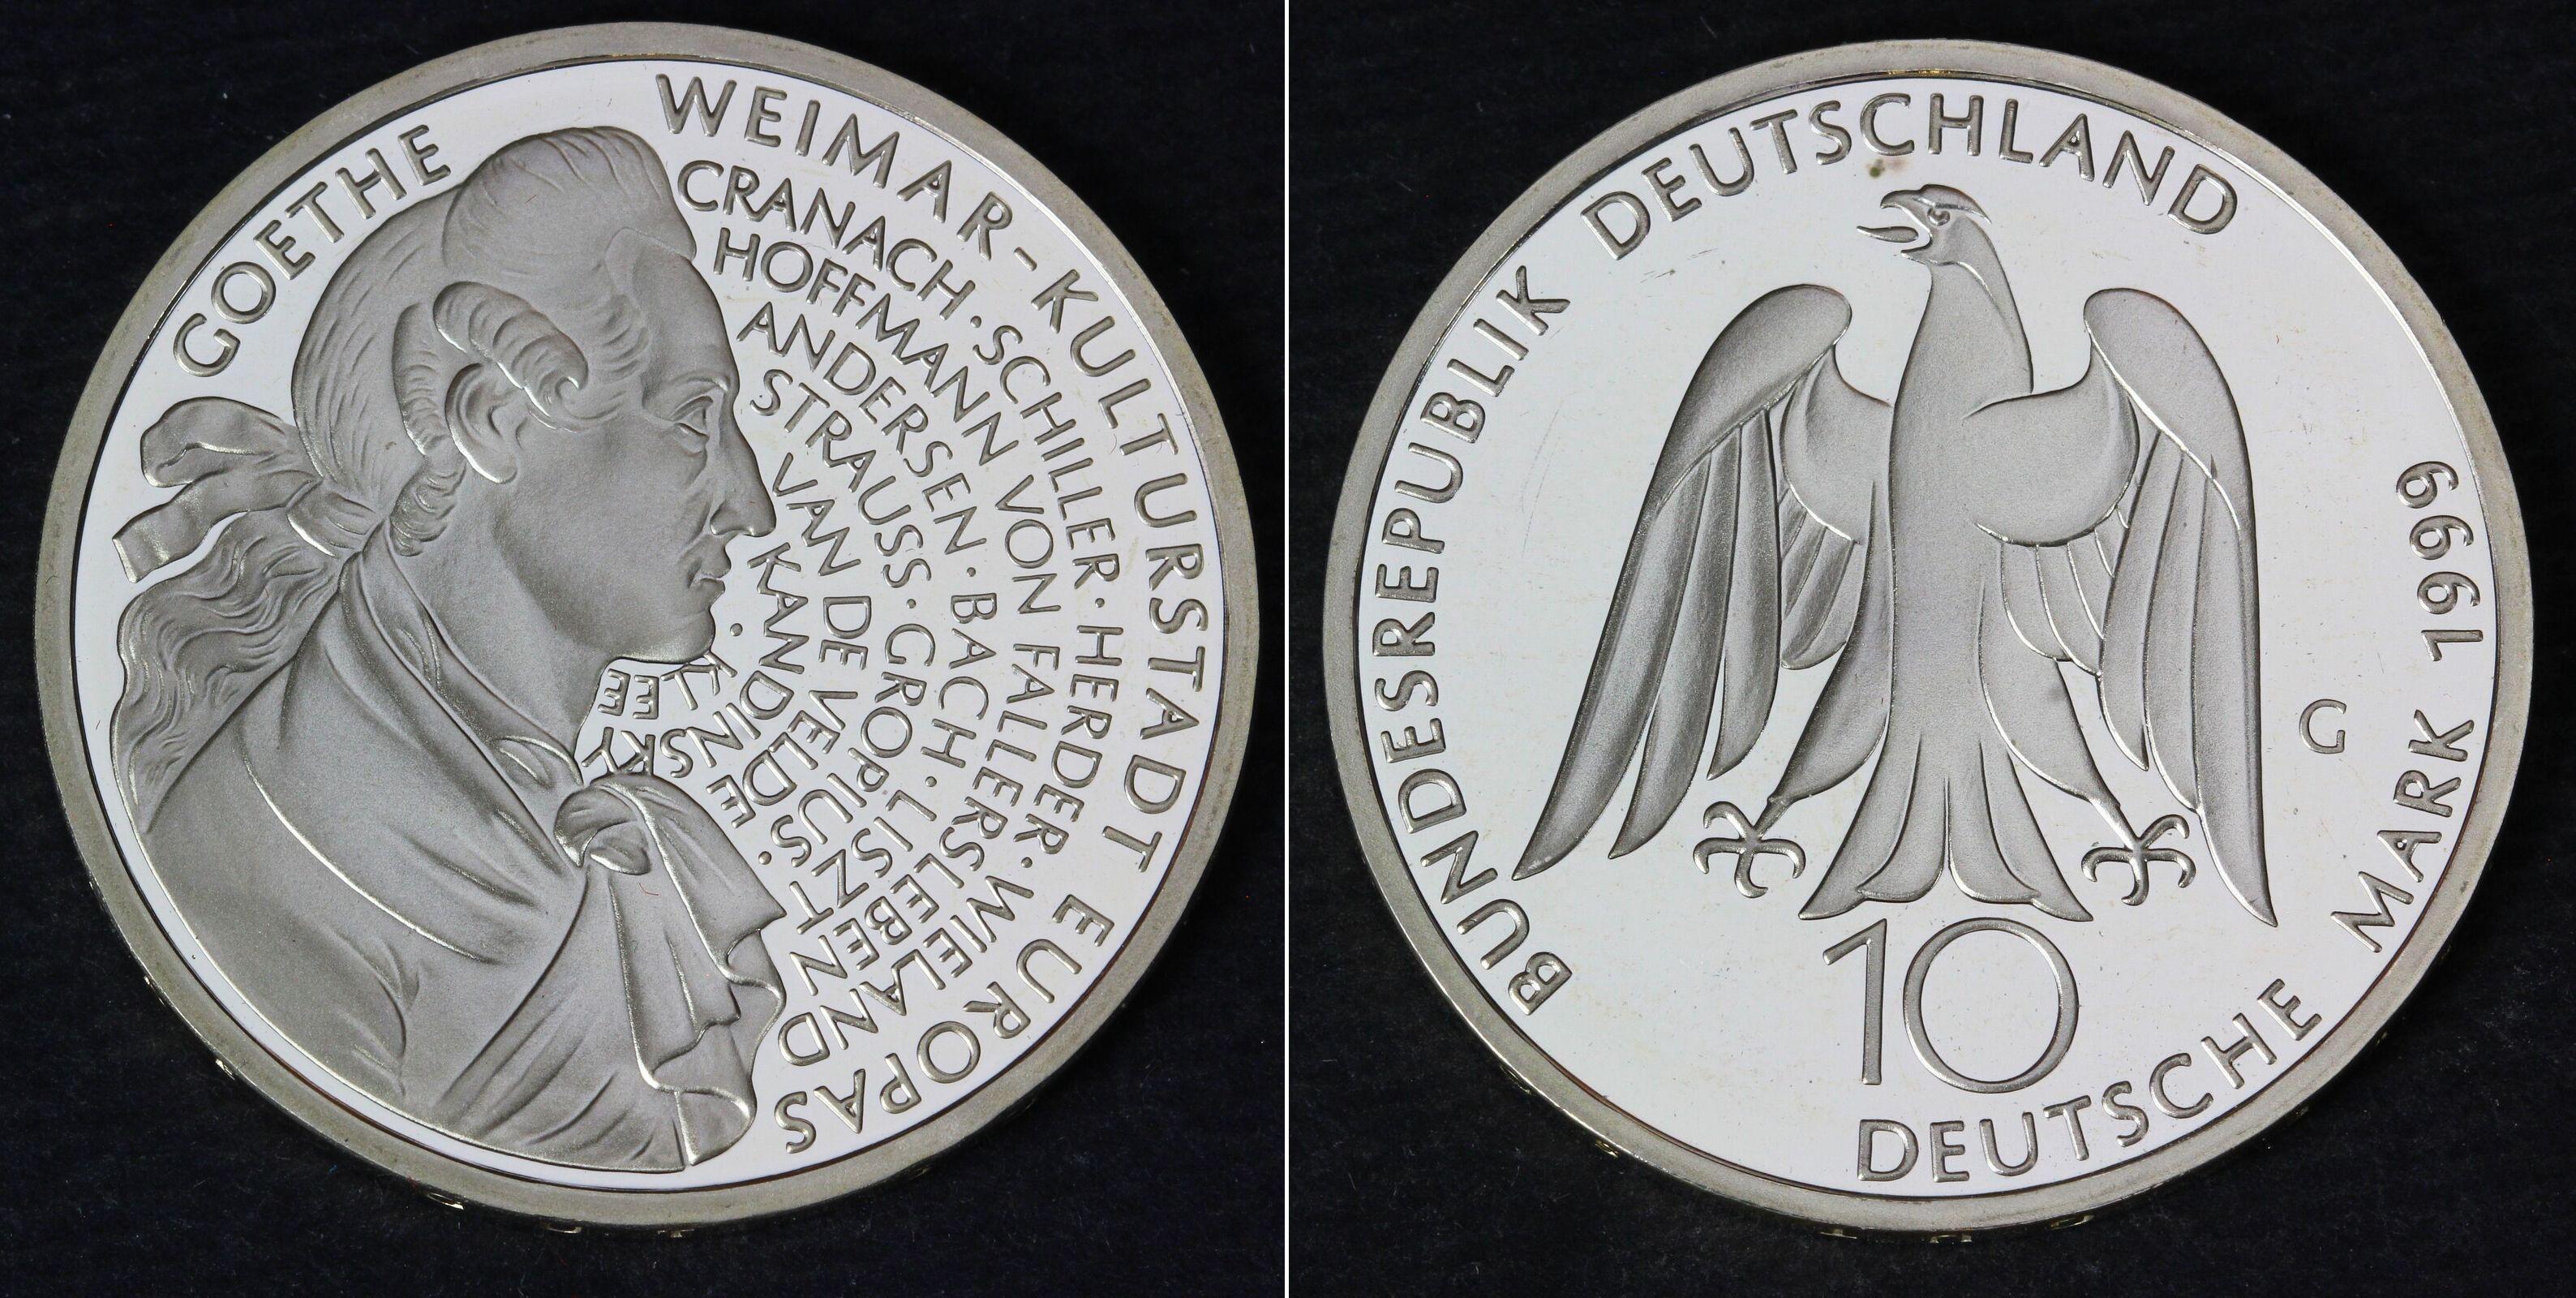 GOETHE
WEIMAR-KULTURSTADT EUROPAS
CRANACH·SCHILLER·HERDER·WIELAND
HOFFMANN VON FALLERSLEBEN
ANDERSEN·BACH·LISZT
STRAUSS·GROPIUS·
VAN DE VELDE
KANDINSKY
·KLEE
BUNDESREPUBLIK DEUTSCHLAND
G
10
DEUTSCHE MARK 1999